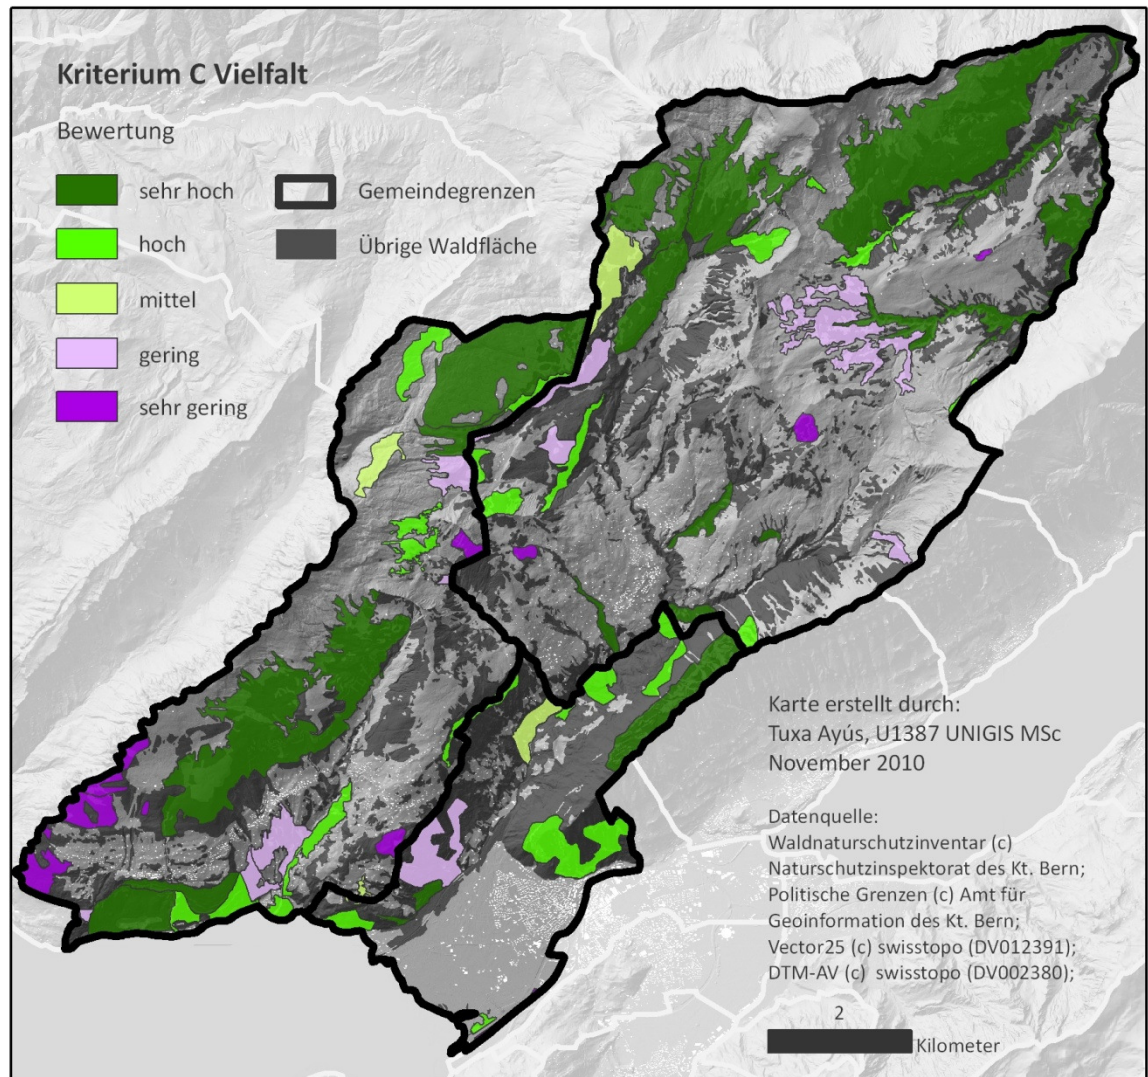 Kriterium C Vielfalt
Bewertung
sehr hoch
hoch
mittel
gering
sehr gering
Gemeindegrenzen
Übrige Waldfläche
Karte erstellt durch:
Tuxa Ayús, U1387 UNIGIS MSc
November 2010
Datenquelle:
Waldnaturschutzinventar (c)
Naturschutzinspektorat des Kt. Bern;
Politische Grenzen (c) Amt für
Geoinformation des Kt. Bern;
Vector25 (c) swisstopo (DV012391);
DTM-AV (c) swisstopo (DV002380);
2
Kilometer